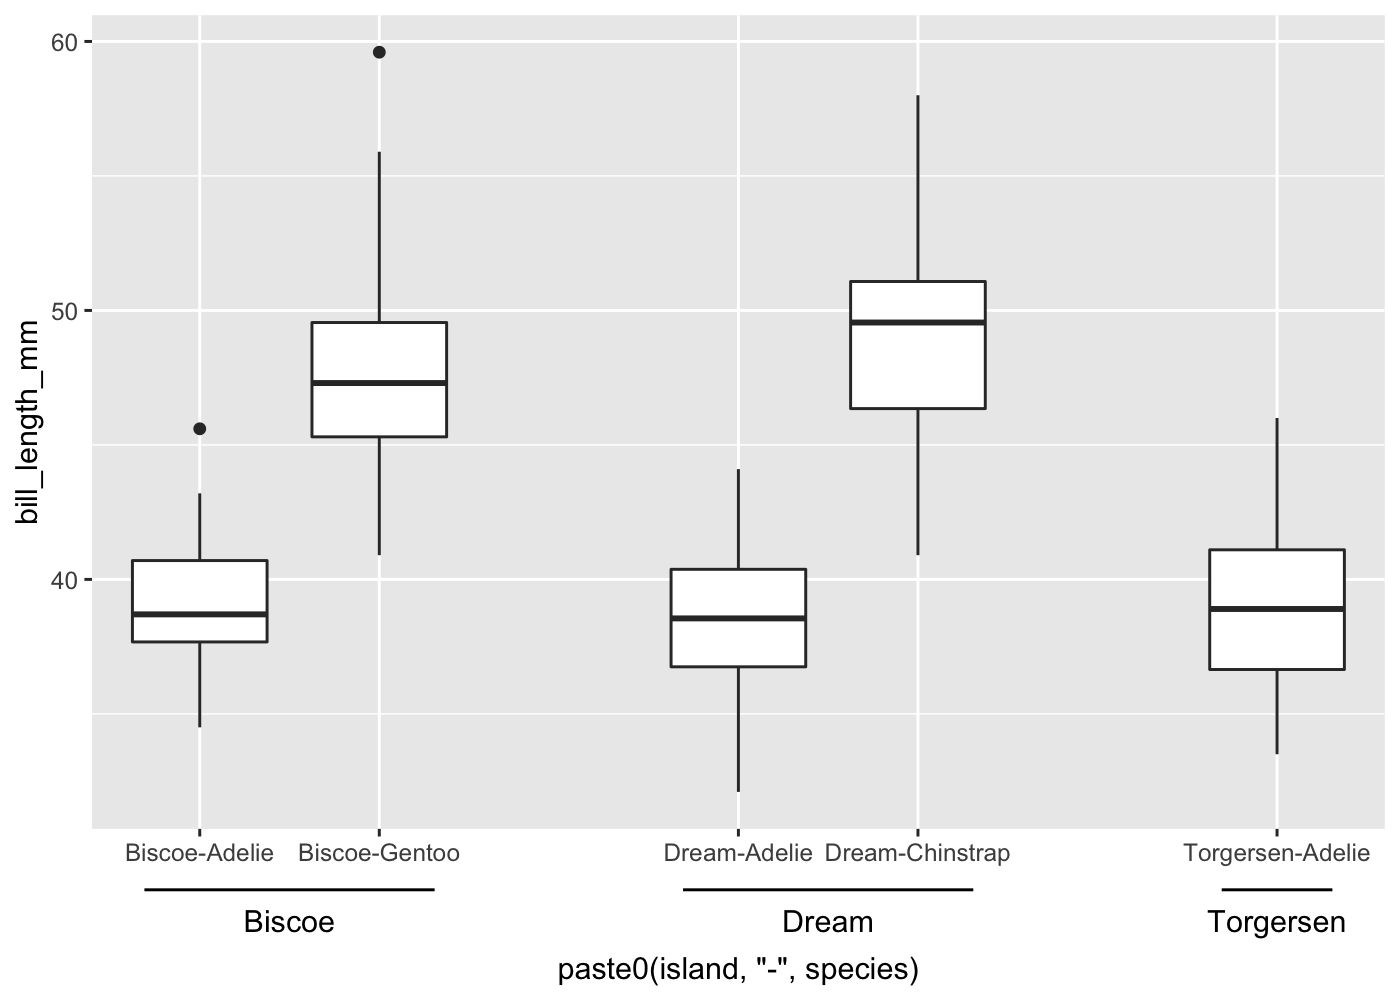 60
50
40
bill_length_mm
Biscoe-Adelie Biscoe-Gentoo Dream-Adelie Dream-Chinstrap Torgersen-Adelie
Biscoe Dream Torgersen
paste0(island, "-", species)